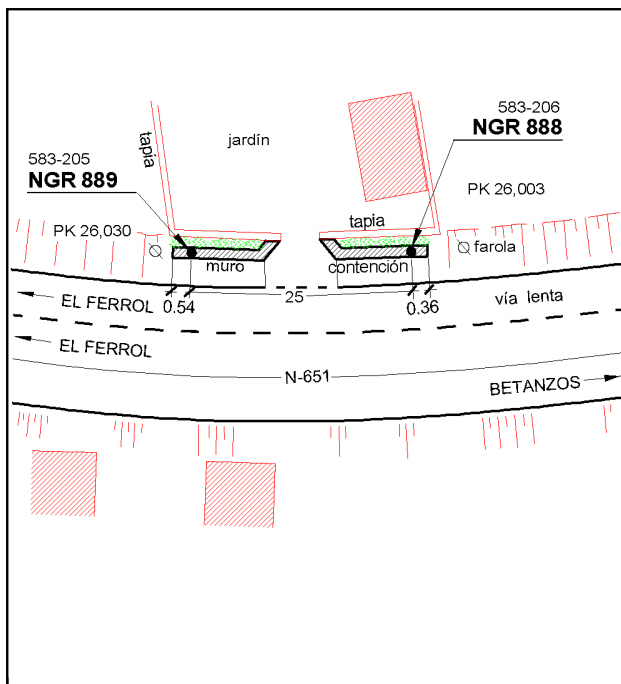 583-206
NGR 888
jardín
tapia
583-205
NGR 889
PK 26,003
tapia
PK 26,030
farola
muro
contención
EL FERROL
0.54
25
0.36
vía lenta
EL FERROL
N-651
BETANZOS